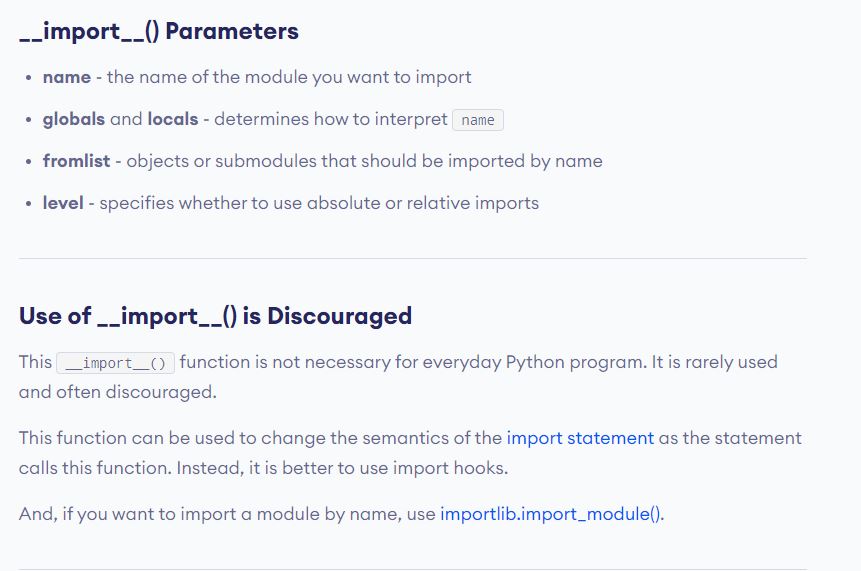 __import__() Parameters
• name - the name of the module you want to import
• globals and locals - determines how to interpret name
• fromlist - objects or submodules that should be imported by name
• level - specifies whether to use absolute or relative imports
Use of __import__() is Discouraged
This __import__() function is not necessary for everyday Python program. It is rarely used
and often discouraged.
This function can be used to change the semantics of the import statement as the statement
calls this function. Instead, it is better to use import hooks.
And, if you want to import a module by name, use importlib.import_module().